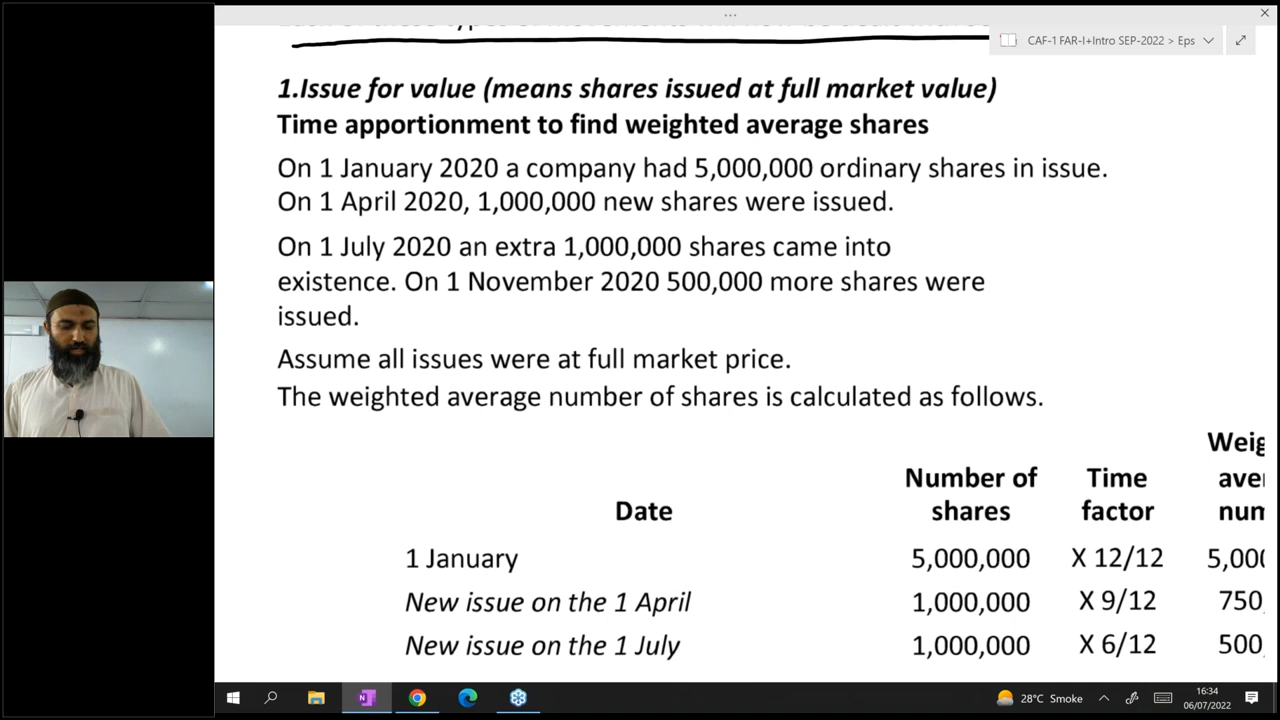 CAF-1 FAR-I+Intro SEP-2022 > Eps
1.Issue for value (means shares issued at full market value)
Time apportionment to find weighted average shares
On 1 January 2020 a company had 5,000,000 ordinary shares in issue.
On 1 April 2020, 1,000,000 new shares were issued.
On 1 July 2020 an extra 1,000,000 shares came into
existence. On 1 November 2020 500,000 more shares were
issued.
Assume all issues were at full market price.
The weighted average number of shares is calculated as follows.
Date Number of shares Time factor
1 January 5,000,000 X 12/12 5,00
New issue on the 1 April 1,000,000 X 9/12 750,
New issue on the 1 July 1,000,000 X 6/12 500,
28°C Smoke
16:34
06/07/2022